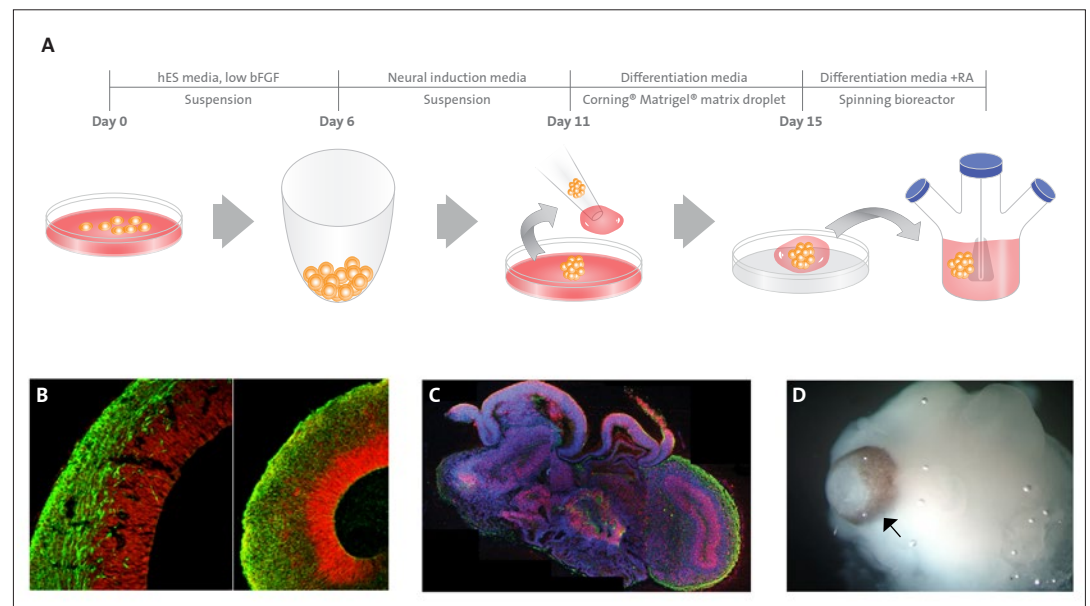 A
hES media, low bFGF
Neural induction media
Differentiation media
Differentiation media +RA
Suspension
Suspension
Corning® Matrigel® matrix droplet
Spinning bioreactor
Day 0
Day 6
Day 11
Day 15
B
C
D